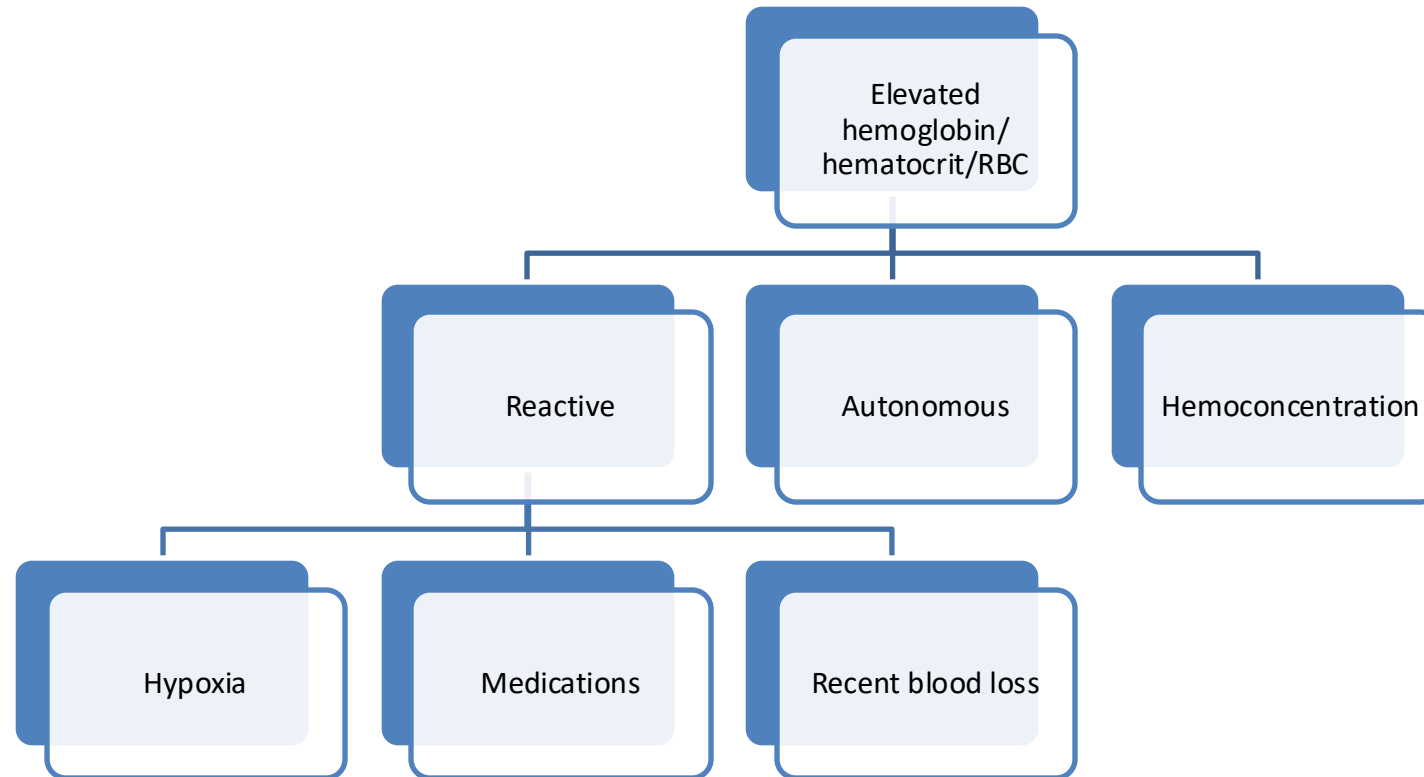 Elevated
hemoglobin/
hematocrit/RBC
Reactive
Autonomous
Hemoconcentration
Hypoxia
Medications
Recent blood loss